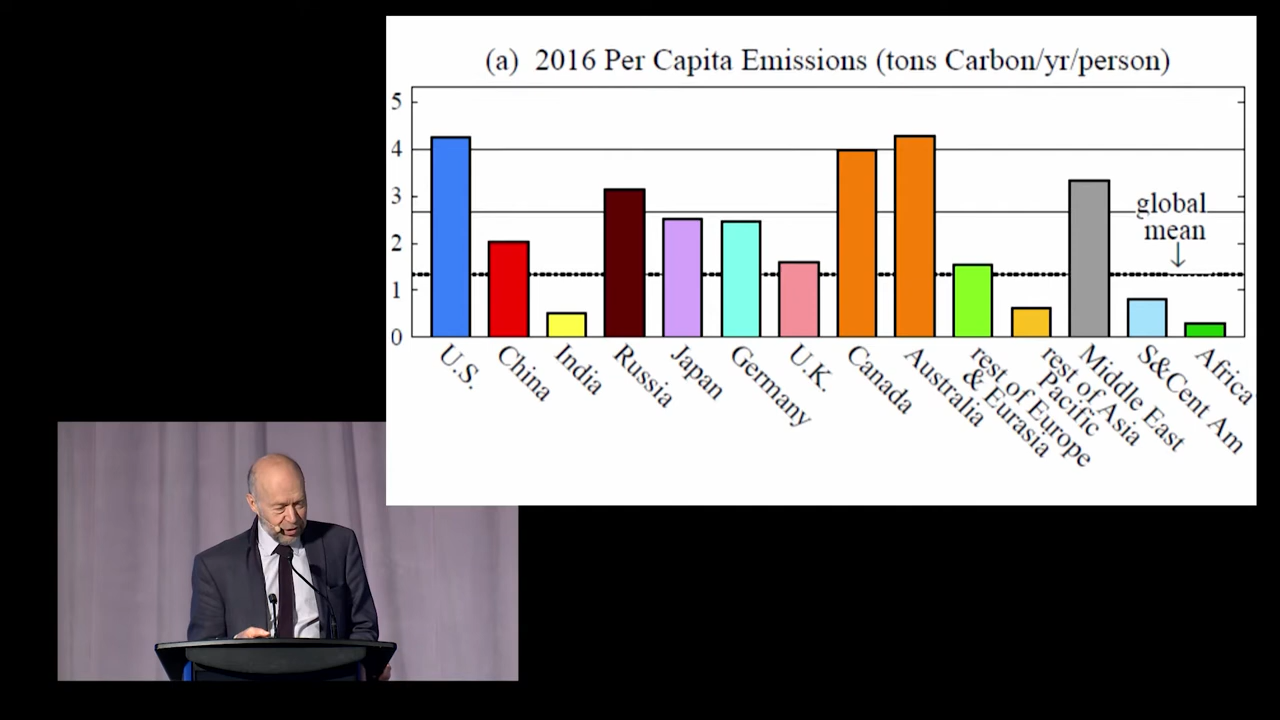 (a) 2016 Per Capita Emissions (tons Carbon/yr/person)
5
4
3
2
1
0
global
mean
U.S.
China
India
Russia
Japan
Germany
U.K.
Canada
Australia
rest of Europe
& Eurasia
rest of Asia
Pacific
Middle East
S&Cent Am
Africa